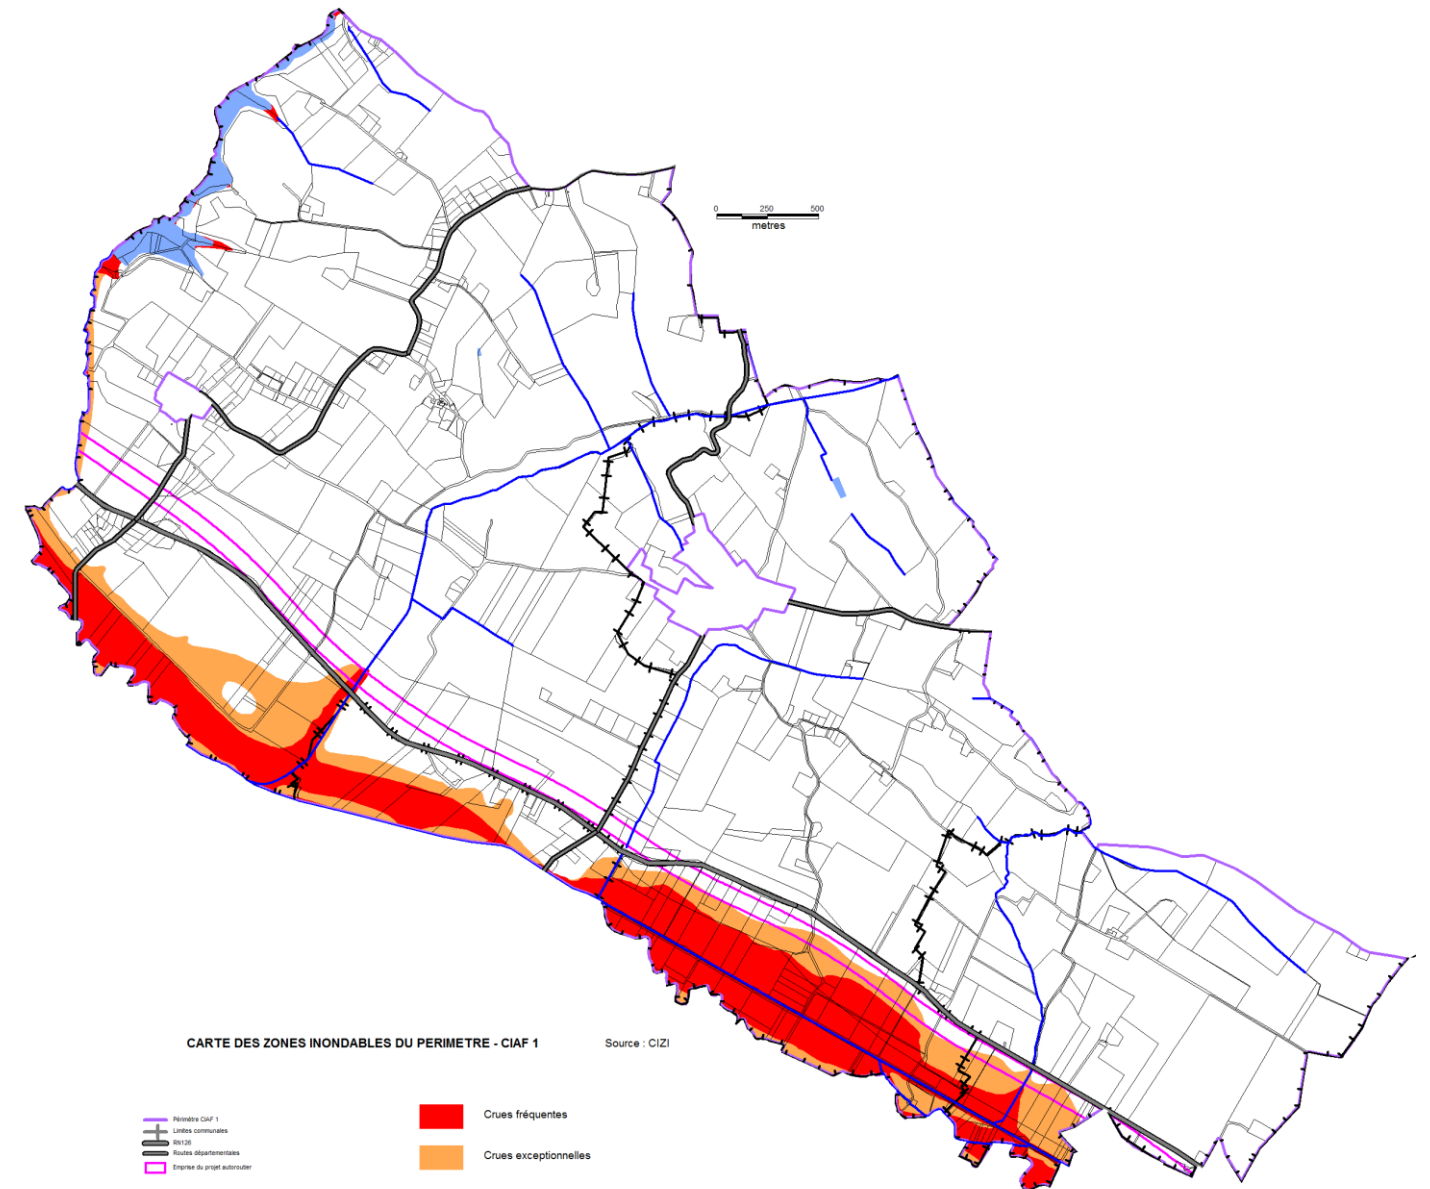 0 250 500
metres
CARTE DES ZONES INONDABLES DU PERIMETRE - CIAF 1
Source : CIZI
Périmètre CIAF 1
Limites communales
RN126
Routes départementales
Emprise du projet autoroutier
Crues fréquentes
Crues exceptionnelles